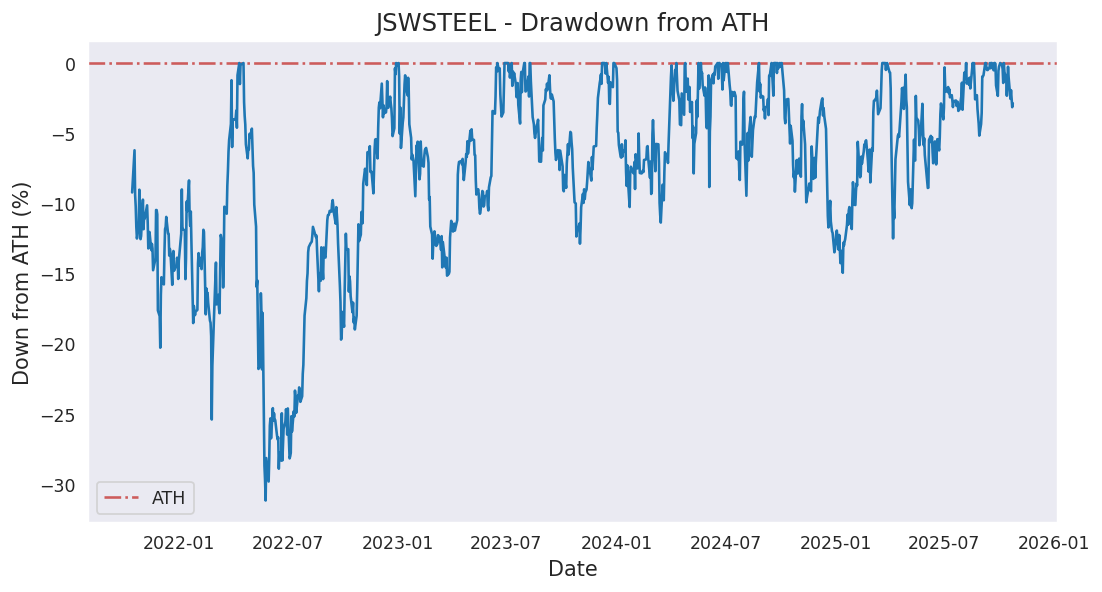 JSWSTEEL - Drawdown from ATH
Down from ATH (%)
0
−5
−10
−15
−20
−25
−30
ATH
2022-01 2022-07 2023-01 2023-07 2024-01 2024-07 2025-01 2025-07 2026-01
Date